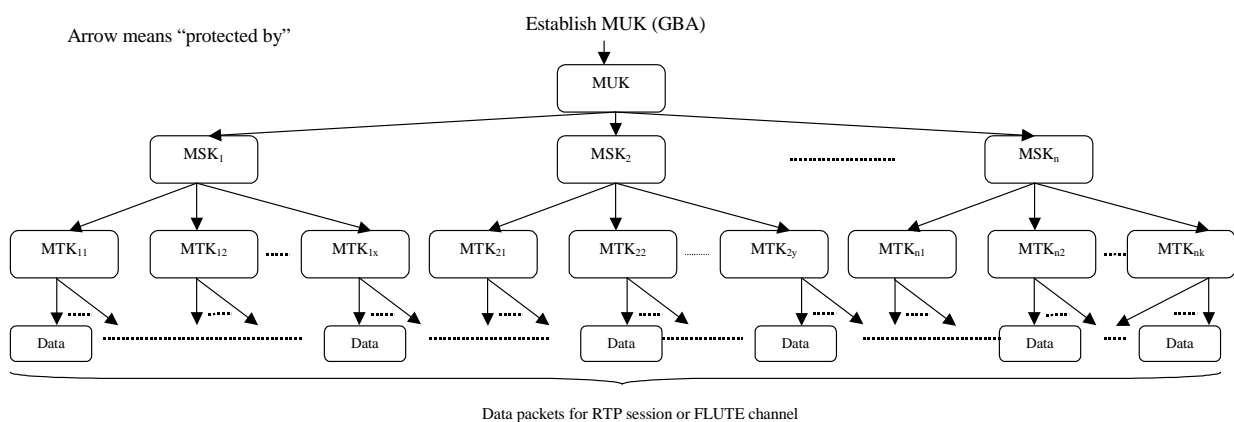 Establish MUK (GBA)
Arrow means “protected by”
MUK
MSK₁ MSK₂ MSKₙ
MTK₁₁ MTK₁₂ MTK₁ₓ MTK₂₁ MTK₂₂ MTK₂ᵧ MTKₙ₁ MTKₙ₂ MTKₙₖ
Data Data Data Data Data Data
Data packets for RTP session or FLUTE channel